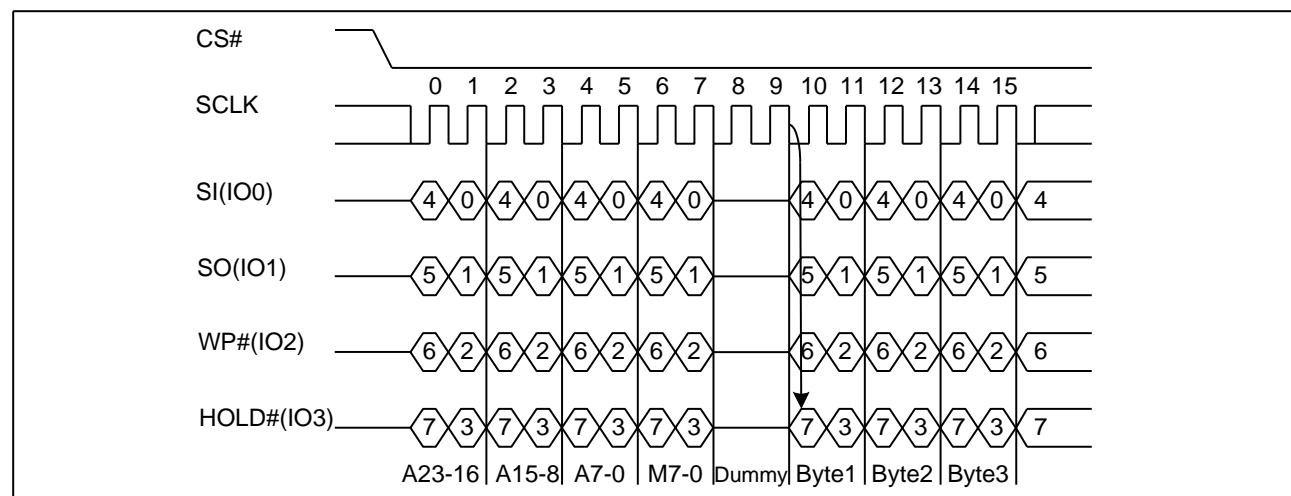 CS#
0 1 2 3 4 5 6 7 8 9 10 11 12 13 14 15
SCLK
SI(IO0) 4 0 4 0 4 0 4 0 4 0 4 0 4 0 4
SO(IO1) 5 1 5 1 5 1 5 1 5 1 5 1 5 1 5
WP#(IO2) 6 2 6 2 6 2 6 2 6 2 6 2 6 2 6
HOLD#(IO3) 7 3 7 3 7 3 7 3 7 3 7 3 7 3 7
A23-16 A15-8 A7-0 M7-0 Dummy Byte1 Byte2 Byte3